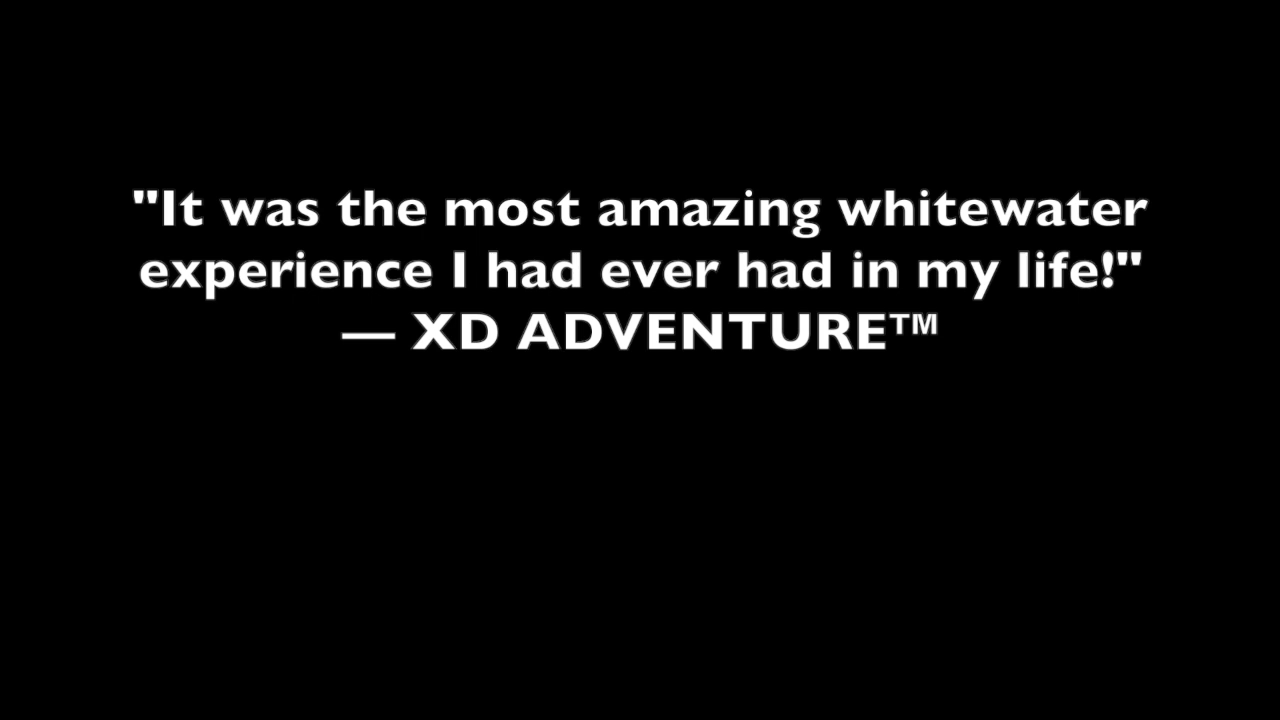 "It was the most amazing whitewater
experience I had ever had in my life!"
— XD ADVENTURE™